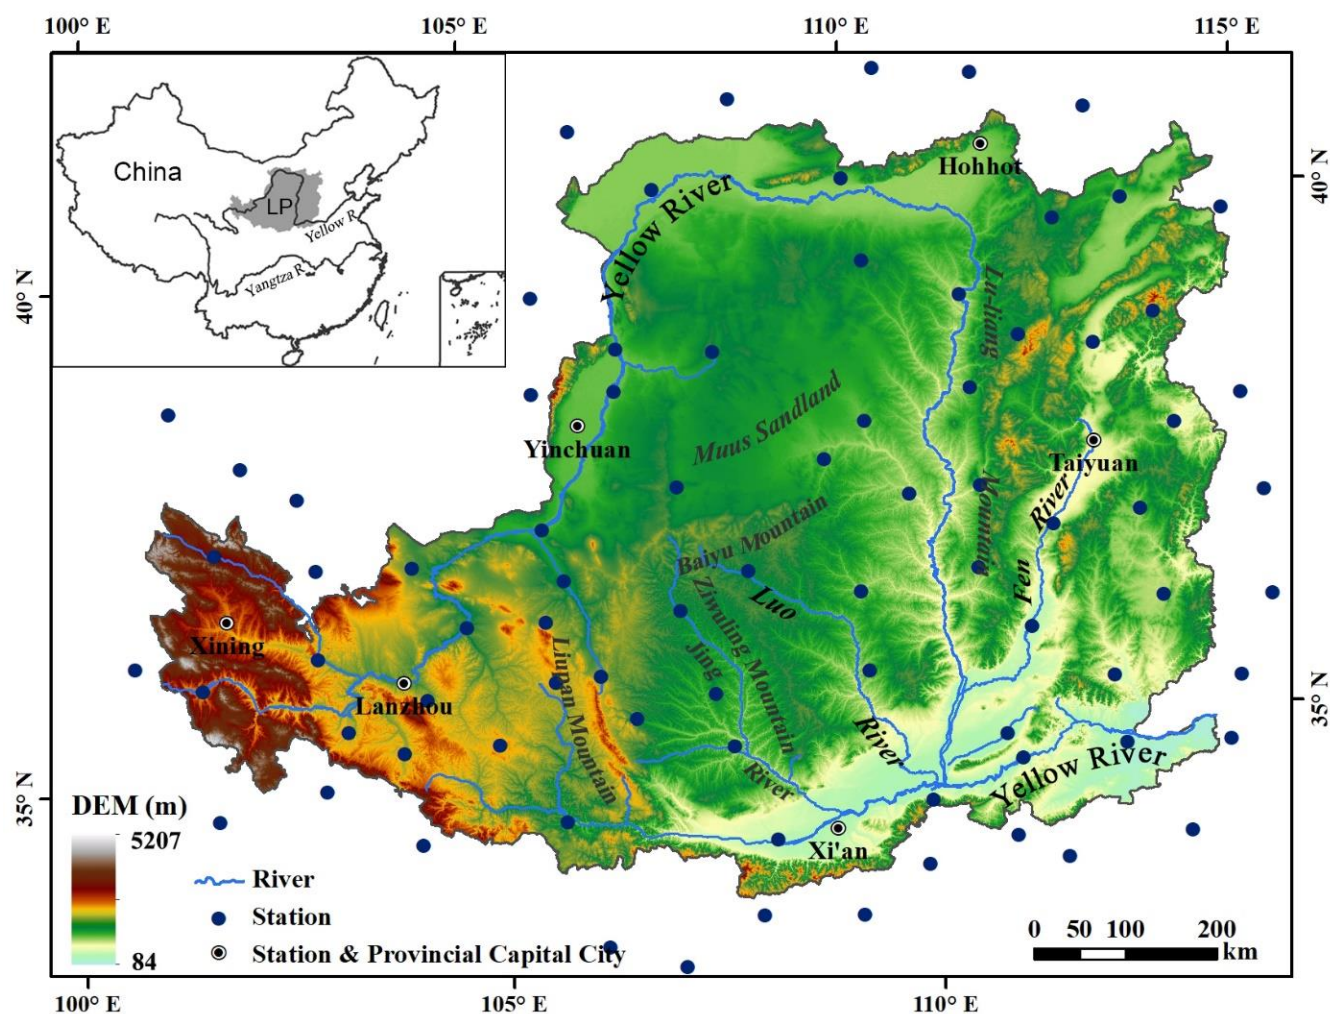 100° E
105° E
110° E
115° E
China
LP
Yellow R.
Yangtza R.
40° N
35° N
40° N
35° N
Hohhot
Yellow River
Lu-liang
Mountain
Muus Sandland
Yinchuan
Taiyuan
Fen
River
Baiyu Mountain
Ziwuling Mountain
Luo
River
Jing
River
Xining
Lanzhou
Liupan Mountain
Yellow River
Xi'an
DEM (m)
5207
84
River
Station
Station & Provincial Capital City
0 50 100 200
km
100° E
105° E
110° E